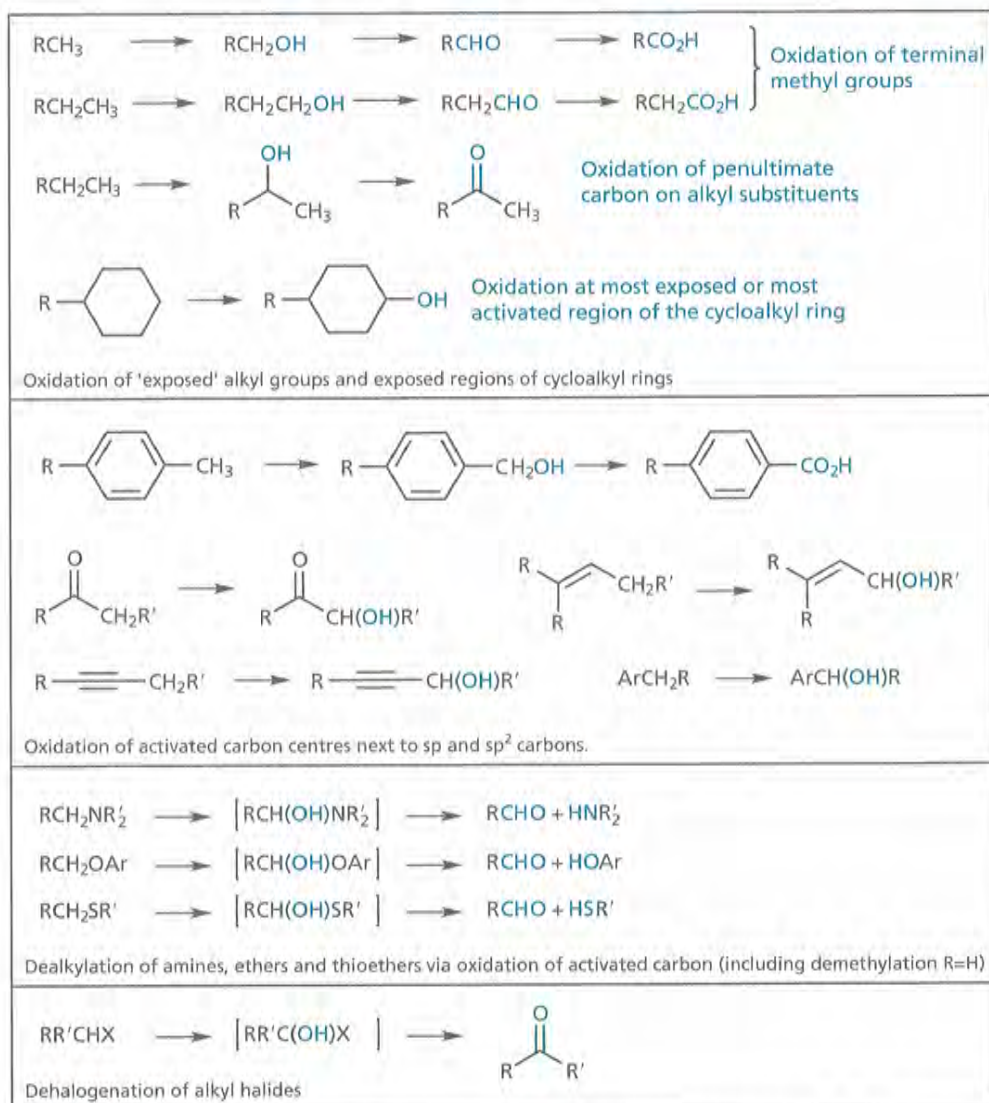 RCH₃ → RCH₂OH → RCHO → RCO₂H
Oxidation of terminal
methyl groups
RCH₂CH₃ → RCH₂CH₂OH → RCH₂CHO → RCH₂CO₂H
OH
O
RCH₂CH₃ → R CH₃ → R CH₃
Oxidation of penultimate
carbon on alkyl substituents
R → R OH
Oxidation at most exposed or most
activated region of the cycloalkyl ring
Oxidation of 'exposed' alkyl groups and exposed regions of cycloalkyl rings
R CH₃ → R CH₂OH → R CO₂H
O
R CH₂R' → O R CH(OH)R'
R R CH₂R' → R R CH(OH)R'
R CH₂R' → R CH(OH)R'
ArCH₂R → ArCH(OH)R
Oxidation of activated carbon centres next to sp and sp² carbons.
RCH₂NR'₂ → [RCH(OH)NR'₂] → RCHO + HNR'₂
RCH₂OAr → [RCH(OH)OAr] → RCHO + HOAr
RCH₂SR' → [RCH(OH)SR'] → RCHO + HSR'
Dealkylation of amines, ethers and thioethers via oxidation of activated carbon (including demethylation R=H)
O
RR'CHX → [RR'C(OH)X] → R R'
Dehalogenation of alkyl halides